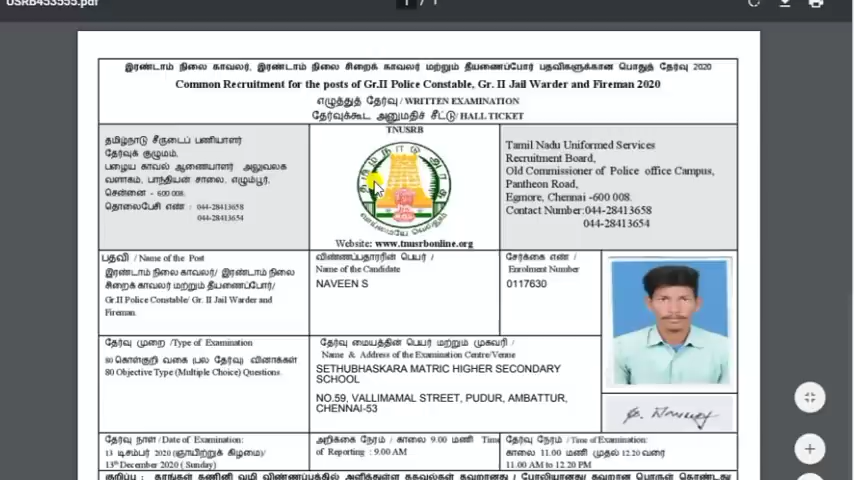 USRB453555.pdf
1 / 1
இரண்டாம் நிலை காவலர், இரண்டாம் நிலை சிறைக் காவலர் மற்றும் தீயணைப்போர் பதவிகளுக்கான பொதுத் தேர்வு 2020
Common Recruitment for the posts of Gr.II Police Constable, Gr. II Jail Warder and Fireman 2020
எழுத்துத் தேர்வு / WRITTEN EXAMINATION
தேர்வுக்கூட அனுமதிச் சீட்டு/ HALL TICKET
தமிழ்நாடு சீருடைப் பணியாளர்
தேர்வுக் குழுமம்,
பழைய காவல் ஆணையாளர் அலுவலக
வளாகம், பாந்தியன் சாலை, எழும்பூர்,
சென்னை - 600 008.
தொலைபேசி எண் : 044-28413658
044-28413654
TNUSRB
தமிழ்நாடு அரசு
வாய்மையே வெல்லும்
Website: www.tnusrbonline.org
Tamil Nadu Uniformed Services
Recruitment Board,
Old Commissioner of Police office Campus,
Pantheon Road,
Egmore, Chennai -600 008.
Contact Number:044-28413658
044-28413654
பதவி / Name of the Post
இரண்டாம் நிலை காவலர்/ இரண்டாம் நிலை
சிறைக் காவலர் மற்றும் தீயணைப்போர்/
Gr.II Police Constable/ Gr. II Jail Warder and
Fireman.
விண்ணப்பதாரரின் பெயர் /
Name of the Candidate
NAVEEN S
சேர்க்கை எண் /
Enrolment Number
0117630
தேர்வு முறை /Type of Examination
80 கொள்குறி வகை (பல தேர்வு) வினாக்கள்
80 Objective Type (Multiple Choice) Questions.
தேர்வு மையத்தின் பெயர் மற்றும் முகவரி /
Name & Address of the Examination Centre/Venue
SETHUBHASKARA MATRIC HIGHER SECONDARY
SCHOOL
NO.59, VALLIMAMAL STREET, PUDUR, AMBATTUR,
CHENNAI-53
தேர்வு நாள் / Date of Examination:
13 டிசம்பர் 2020 (ஞாயிற்றுக் கிழமை)/
13th December 2020 ( Sunday)
அறிக்கை நேரம் / காலை 9.00 மணி Time
of Reporting : 9.00 AM
தேர்வு நேரம் / Time of Examination:
காலை 11.00 மணி முதல் 12.20 வரை
11.00 AM to 12.20 PM